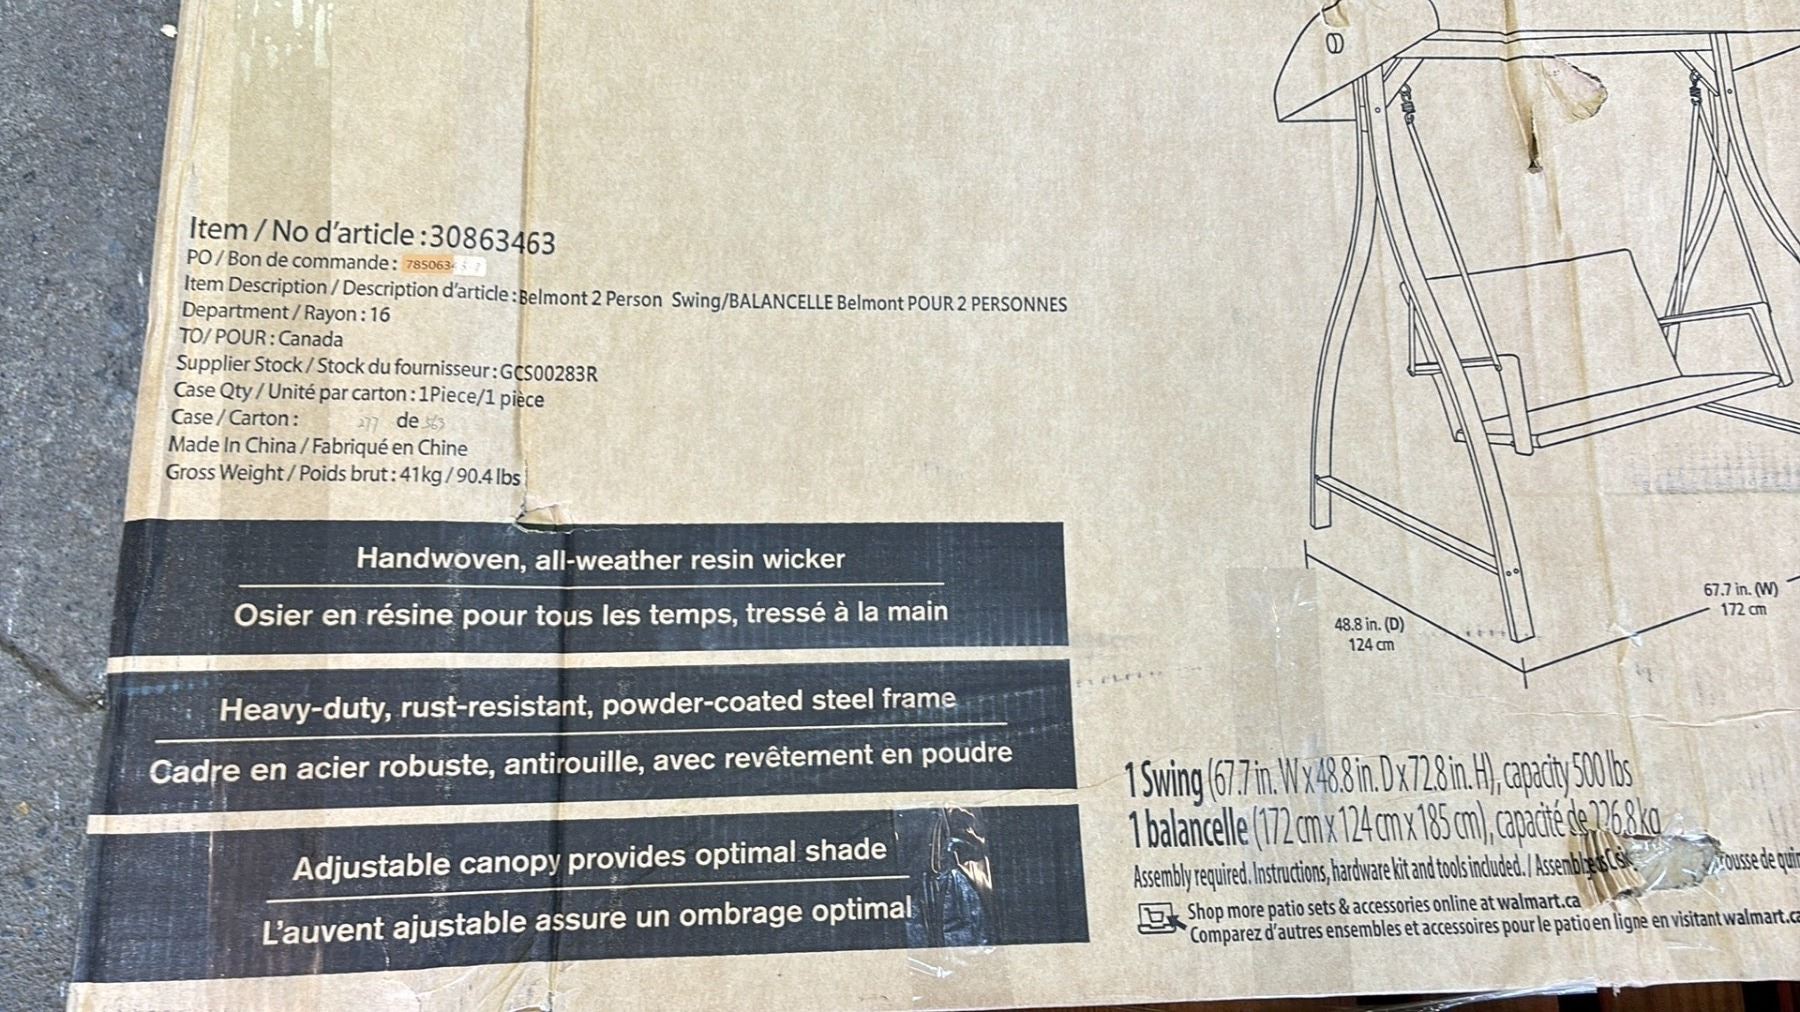 Item / No d'article : 30863463
PO / Bon de commande :
Item Description / Description d'article : Belmont 2 Person Swing/BALANCELLE Belmont POUR 2 PERSONNES
Department / Rayon : 16
TO/ POUR : Canada
Supplier Stock / Stock du fournisseur : GCS00283R
Case Qty / Unité par carton : 1Piece/1 pièce
Case / Carton : 277 de 563
Made In China / Fabriqué en Chine
Gross Weight / Poids brut : 41kg / 90.4 lbs
Handwoven, all-weather resin wicker
Osier en résine pour tous les temps, tressé à la main
Heavy-duty, rust-resistant, powder-coated steel frame
Cadre en acier robuste, antirouille, avec revêtement en poudre
Adjustable canopy provides optimal shade
L'auvent ajustable assure un ombrage optimal
48.8 in. (D)
124 cm
67.7 in. (W)
172 cm
1 Swing (67.7 in. W x 48.8 in. D x 72.8 in. H), capacity 500 lbs
1 balancelle (172 cm x 124 cm x 185 cm), capacité de 226.8 kg
Assembly required. Instructions, hardware kit and tools included. /
Shop more patio sets & accessories online at walmart.ca
Comparez d'autres ensembles et accessoires pour le patio en ligne en visitant walmart.ca